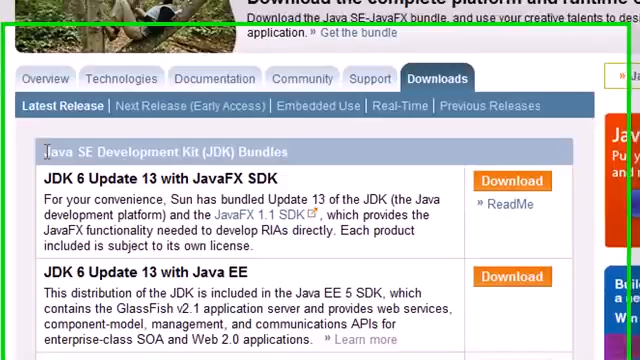 Download the complete platform and runtime
Download the Java SE-JavaFX bundle, and use your creative talents to
application. » Get the bundle
Overview Technologies Documentation Community Support Downloads
Latest Release | Next Release (Early Access) | Embedded Use | Real-Time | Previous Releases
Java SE Development Kit (JDK) Bundles
JDK 6 Update 13 with JavaFX SDK
Download
For your convenience, Sun has bundled Update 13 of the JDK (the Java
» ReadMe
development platform) and the JavaFX 1.1 SDK , which provides the
JavaFX functionality needed to develop RIAs directly. Each product
included is subject to its own license.
JDK 6 Update 13 with Java EE
Download
This distribution of the JDK is included in the Java EE 5 SDK, which
contains the GlassFish v2.1 application server and provides web services,
component-model, management, and communications APIs for
enterprise-class SOA and Web 2.0 applications. » Learn more
» Ja
Pu
and
Bu
a ne
Win